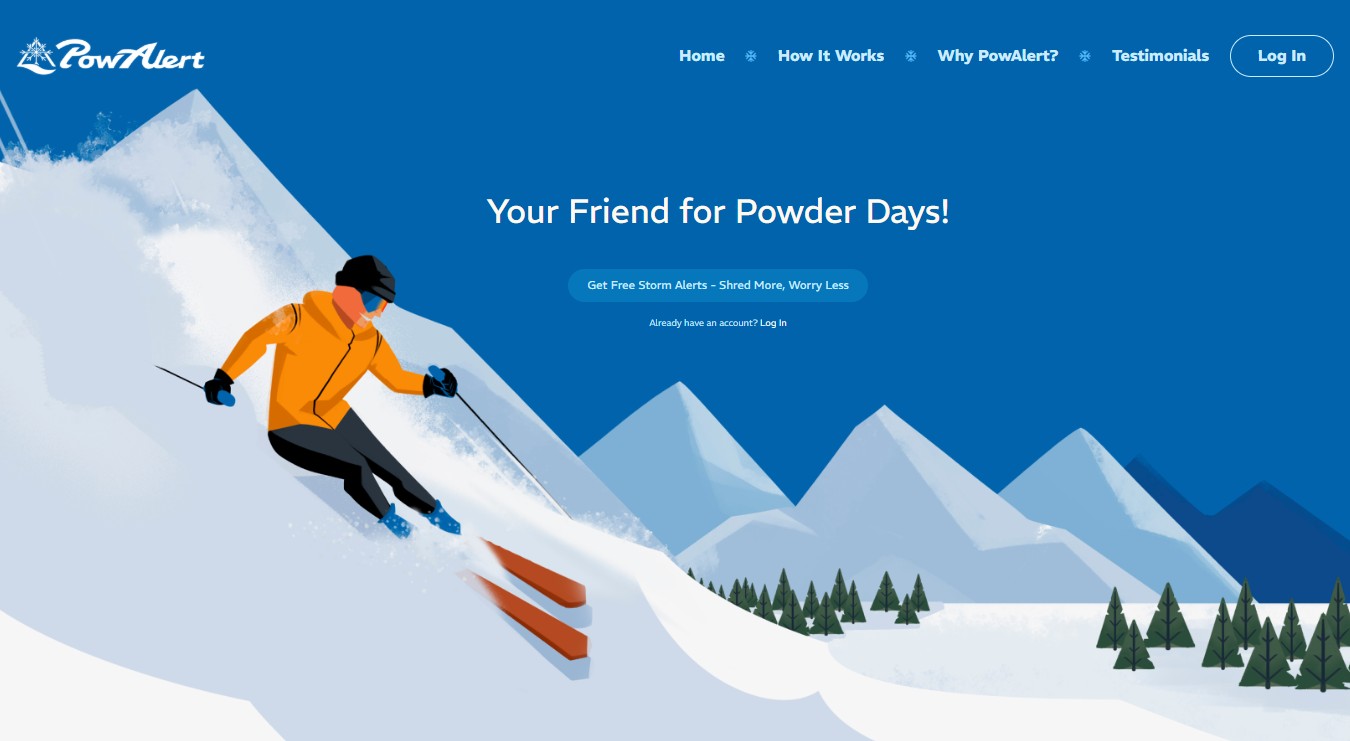 PowAlert
Home
How It Works
Why PowAlert?
Testimonials
Log In
Your Friend for Powder Days!
Get Free Storm Alerts – Shred More, Worry Less
Already have an account? Log In